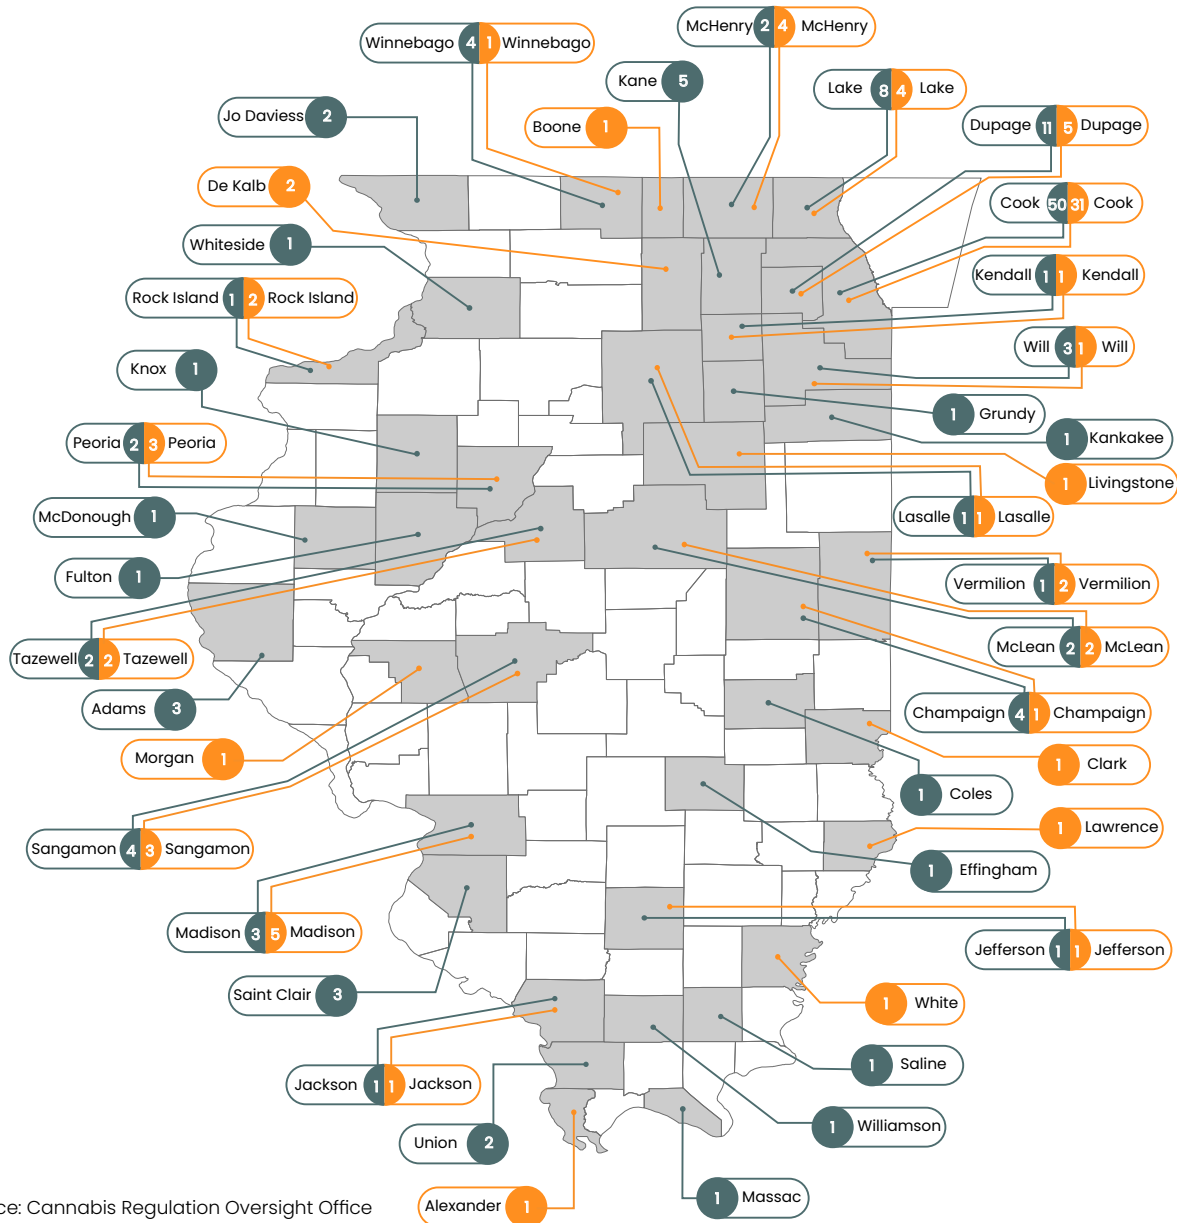 McHenry 2 4 McHenry
Winnebago 4 1 Winnebago
Kane 5
Lake 8 4 Lake
Jo Daviess 2
Boone 1
Dupage 11 5 Dupage
De Kalb 2
Cook 50 31 Cook
Whiteside 1
Kendall 1 1 Kendall
Rock Island 1 2 Rock Island
Will 3 1 Will
Knox 1
1 Grundy
1 Kankakee
Peoria 2 3 Peoria
1 Livingstone
McDonough 1
Lasalle 1 1 Lasalle
Fulton 1
Vermilion 1 2 Vermilion
McLean 2 2 McLean
Tazewell 2 2 Tazewell
Adams 3
Champaign 4 1 Champaign
Morgan 1
1 Clark
1 Coles
1 Lawrence
Sangamon 4 3 Sangamon
1 Effingham
Madison 3 5 Madison
Jefferson 1 1 Jefferson
Saint Clair 3
1 White
1 Saline
Jackson 1 1 Jackson
1 Williamson
Union 2
1 Massac
Alexander 1
ce: Cannabis Regulation Oversight Office